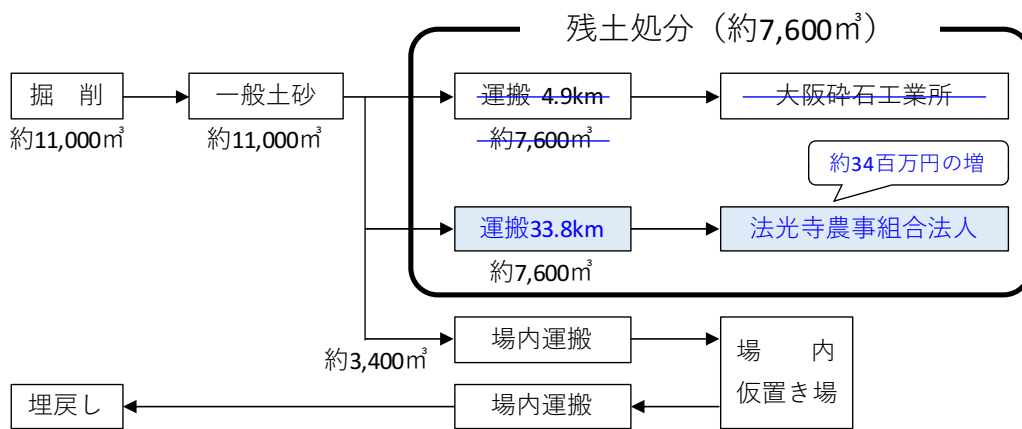 残土処分（約7,600㎥）
掘　削
一般土砂
運搬 4.9km
大阪砕石工業所
約11,000㎥
約11,000㎥
約7,600㎥
約34百万円の増
運搬33.8km
法光寺農事組合法人
約7,600㎥
約3,400㎥
場内運搬
場　内
仮置き場
埋戻し
場内運搬